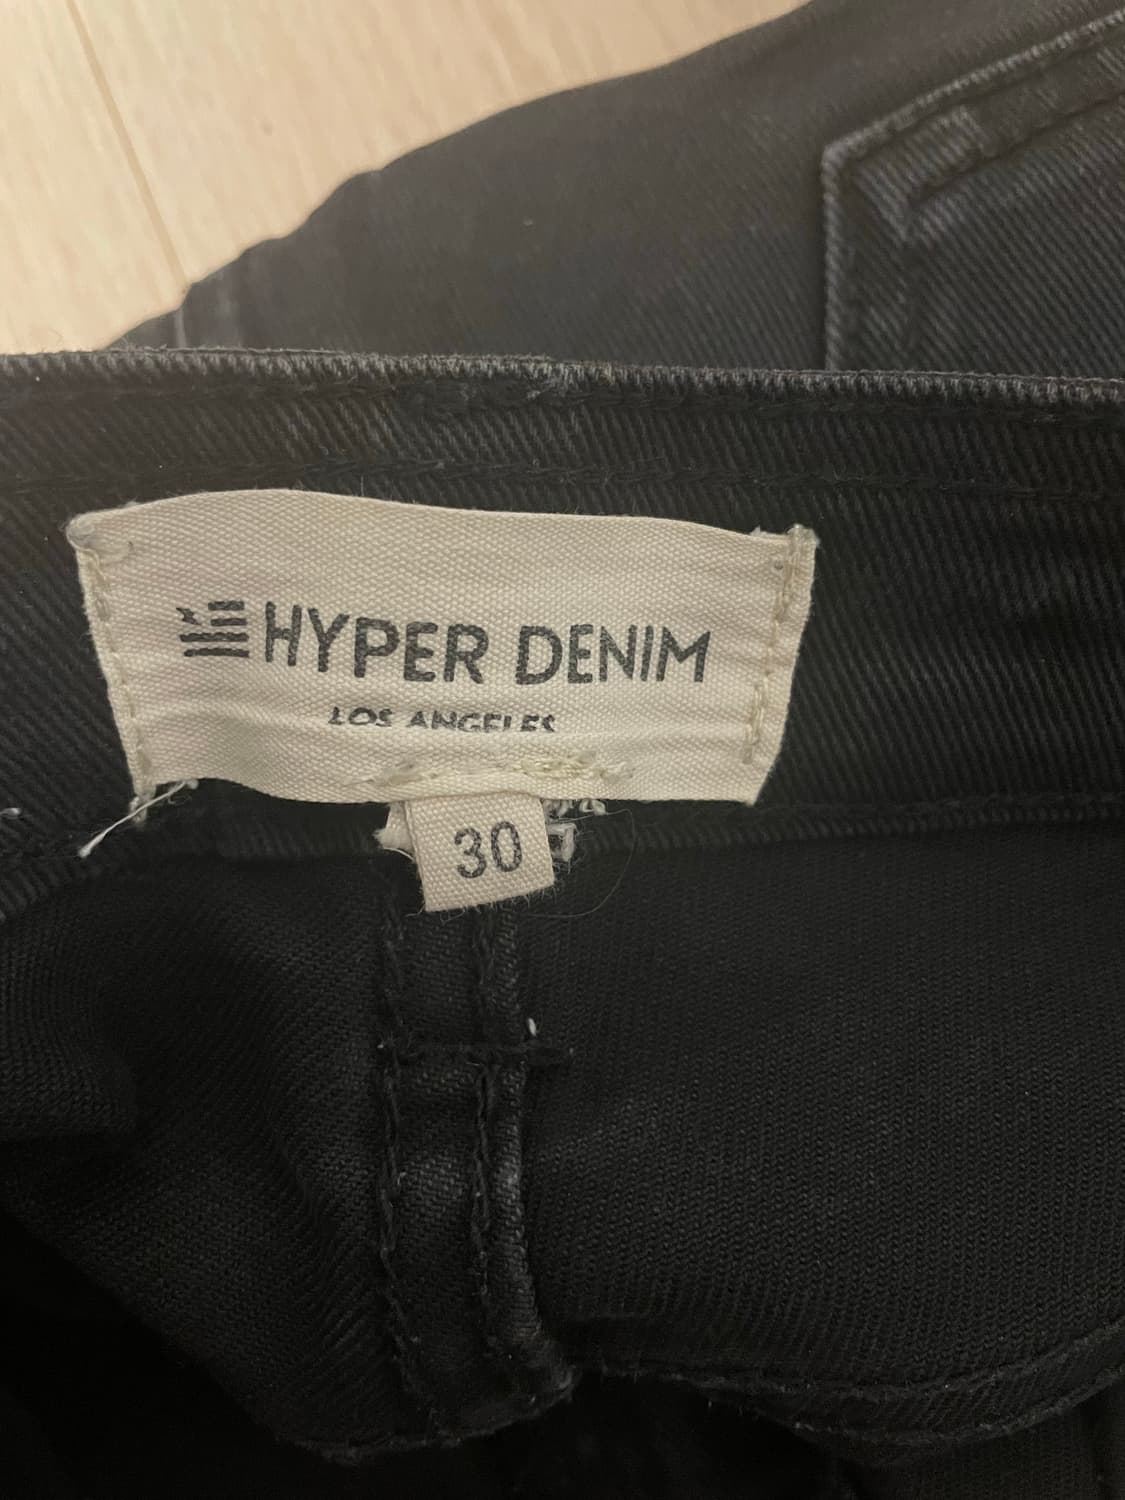 HYPER DENIM
LOS ANGELES
30